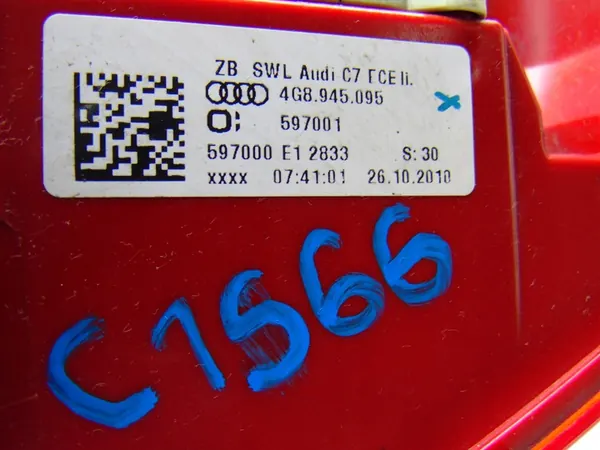 ZB SWL Audi C7 ECE li.
4G8.945.095
597001
597000 E1 2833 S: 30
xxxx 07:41:01 26.10.2010
C1566